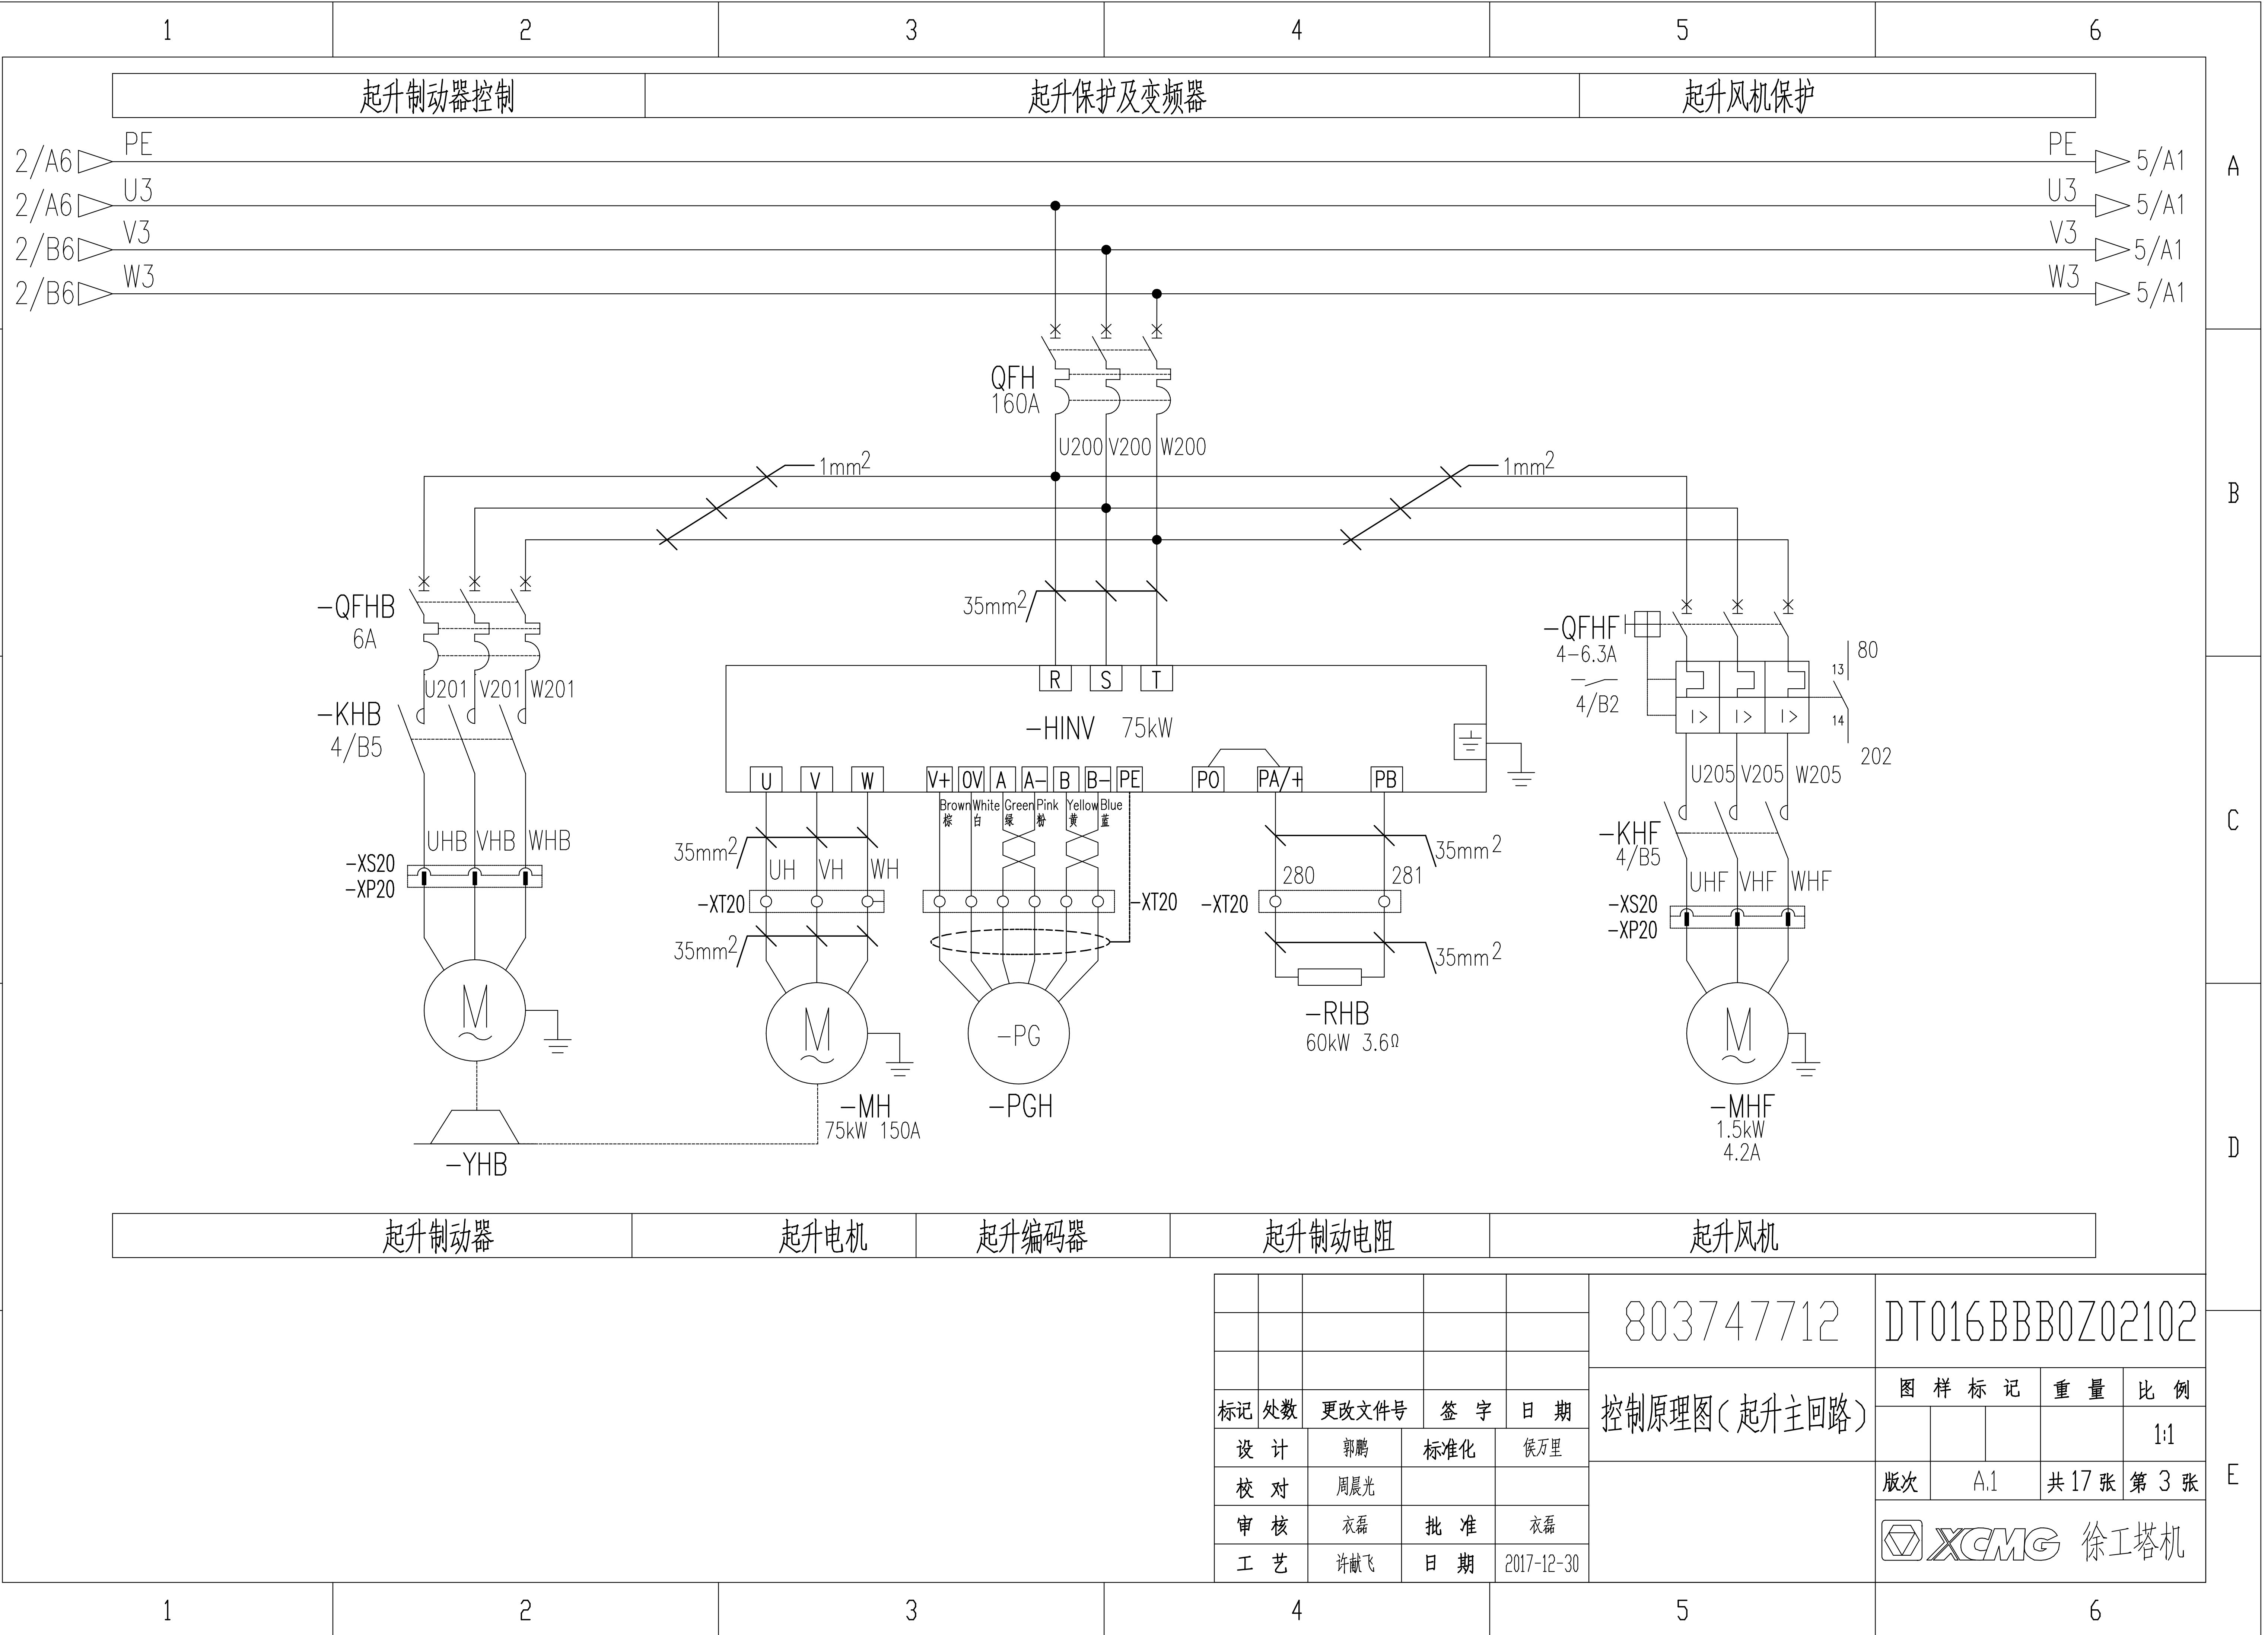 1 2 3 4 5 6
起升制动器控制 起升保护及变频器 起升风机保护
2/A6 PE PE 5/A1
A
2/A6 U3 U3 5/A1
2/B6 V3 V3 5/A1
2/B6 W3 W3 5/A1
QFH
160A
U200 V200 W200
1mm2 1mm2
B
35mm2
-QFHB
6A
-QFHF
4-6.3A
4/B2
13
80
14
202
I> I> I>
U201 V201 W201
-KHB
4/B5
R S T
-HINV 75kW
U V W V+ 0V A A- B B- PE PO PA/+ PB
Brown White Green Pink Yellow Blue
棕 白 绿 粉 黄 蓝
U205 V205 W205
-KHF
4/B5
C
UHB VHB WHB
-XS20
-XP20
35mm2 35mm2
UH VH WH 280 281
UHF VHF WHF
-XT20 -XT20 -XT20
-XS20
-XP20
35mm2 35mm2
M M -PG M
-RHB
60kW 3.6Ω
-MH
75kW 150A
-PGH
-MHF
1.5kW
4.2A
-YHB
D
起升制动器 起升电机 起升编码器 起升制动电阻 起升风机
803747712 DT016BBB0Z02102
控制原理图(起升主回路)
图样标记 重量 比例
1:1
标记 处数 更改文件号 签字 日期
设计 郭鹏 标准化 侯万里
校对 周晨光
版次 A.1 共17张 第3张
E
审核 衣磊 批准 衣磊
工艺 许献飞 日期 2017-12-30
XCMG 徐工塔机
1 2 3 4 5 6